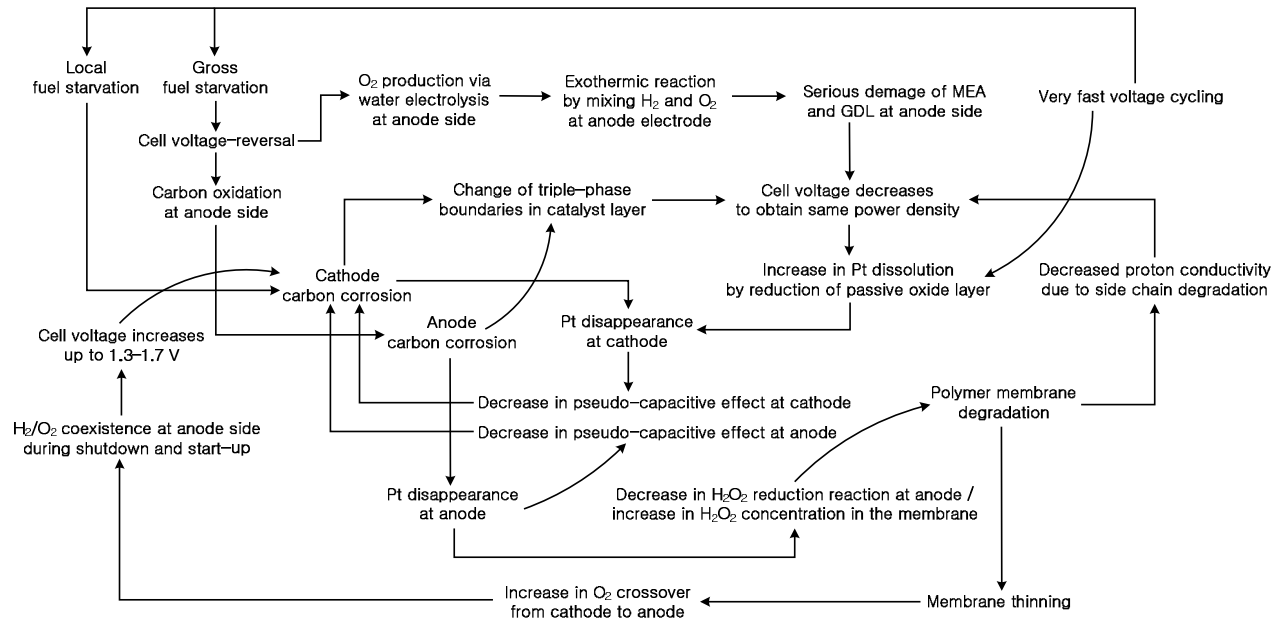 Local
fuel starvation
Gross
fuel starvation
O₂ production via
water electrolysis
at anode side
Exothermic reaction
by mixing H₂ and O₂
at anode electrode
Serious demage of MEA
and GDL at anode side
Very fast voltage cycling
Cell voltage-reversal
Carbon oxidation
at anode side
Change of triple-phase
boundaries in catalyst layer
Cell voltage decreases
to obtain same power density
Cathode
carbon corrosion
Increase in Pt dissolution
by reduction of passive oxide layer
Decreased proton conductivity
due to side chain degradation
Cell voltage increases
up to 1.3-1.7 V
Anode
carbon corrosion
Pt disappearance
at cathode
Decrease in pseudo-capacitive effect at cathode
Polymer membrane
degradation
H₂/O₂ coexistence at anode side
during shutdown and start-up
Decrease in pseudo-capacitive effect at anode
Pt disappearance
at anode
Decrease in H₂O₂ reduction reaction at anode /
increase in H₂O₂ concentration in the membrane
Increase in O₂ crossover
from cathode to anode
Membrane thinning